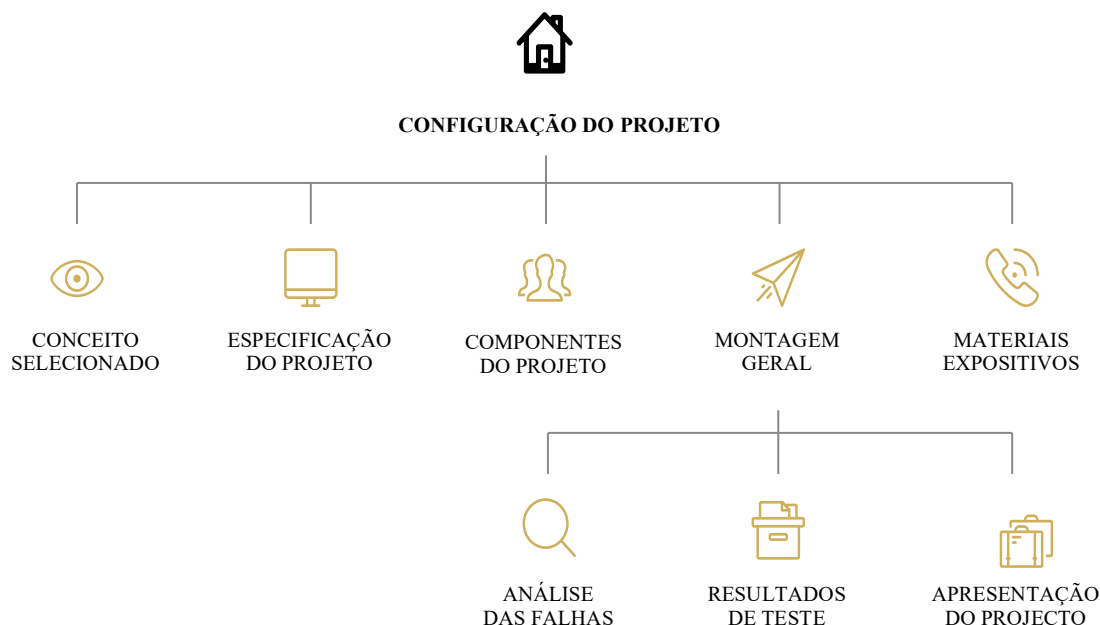 CONFIGURAÇÃO DO PROJETO
CONCEITO
SELECIONADO
ESPECIFICAÇÃO
DO PROJETO
COMPONENTES
DO PROJETO
MONTAGEM
GERAL
MATERIAIS
EXPOSITIVOS
ANÁLISE
DAS FALHAS
RESULTADOS
DE TESTE
APRESENTAÇÃO
DO PROJECTO